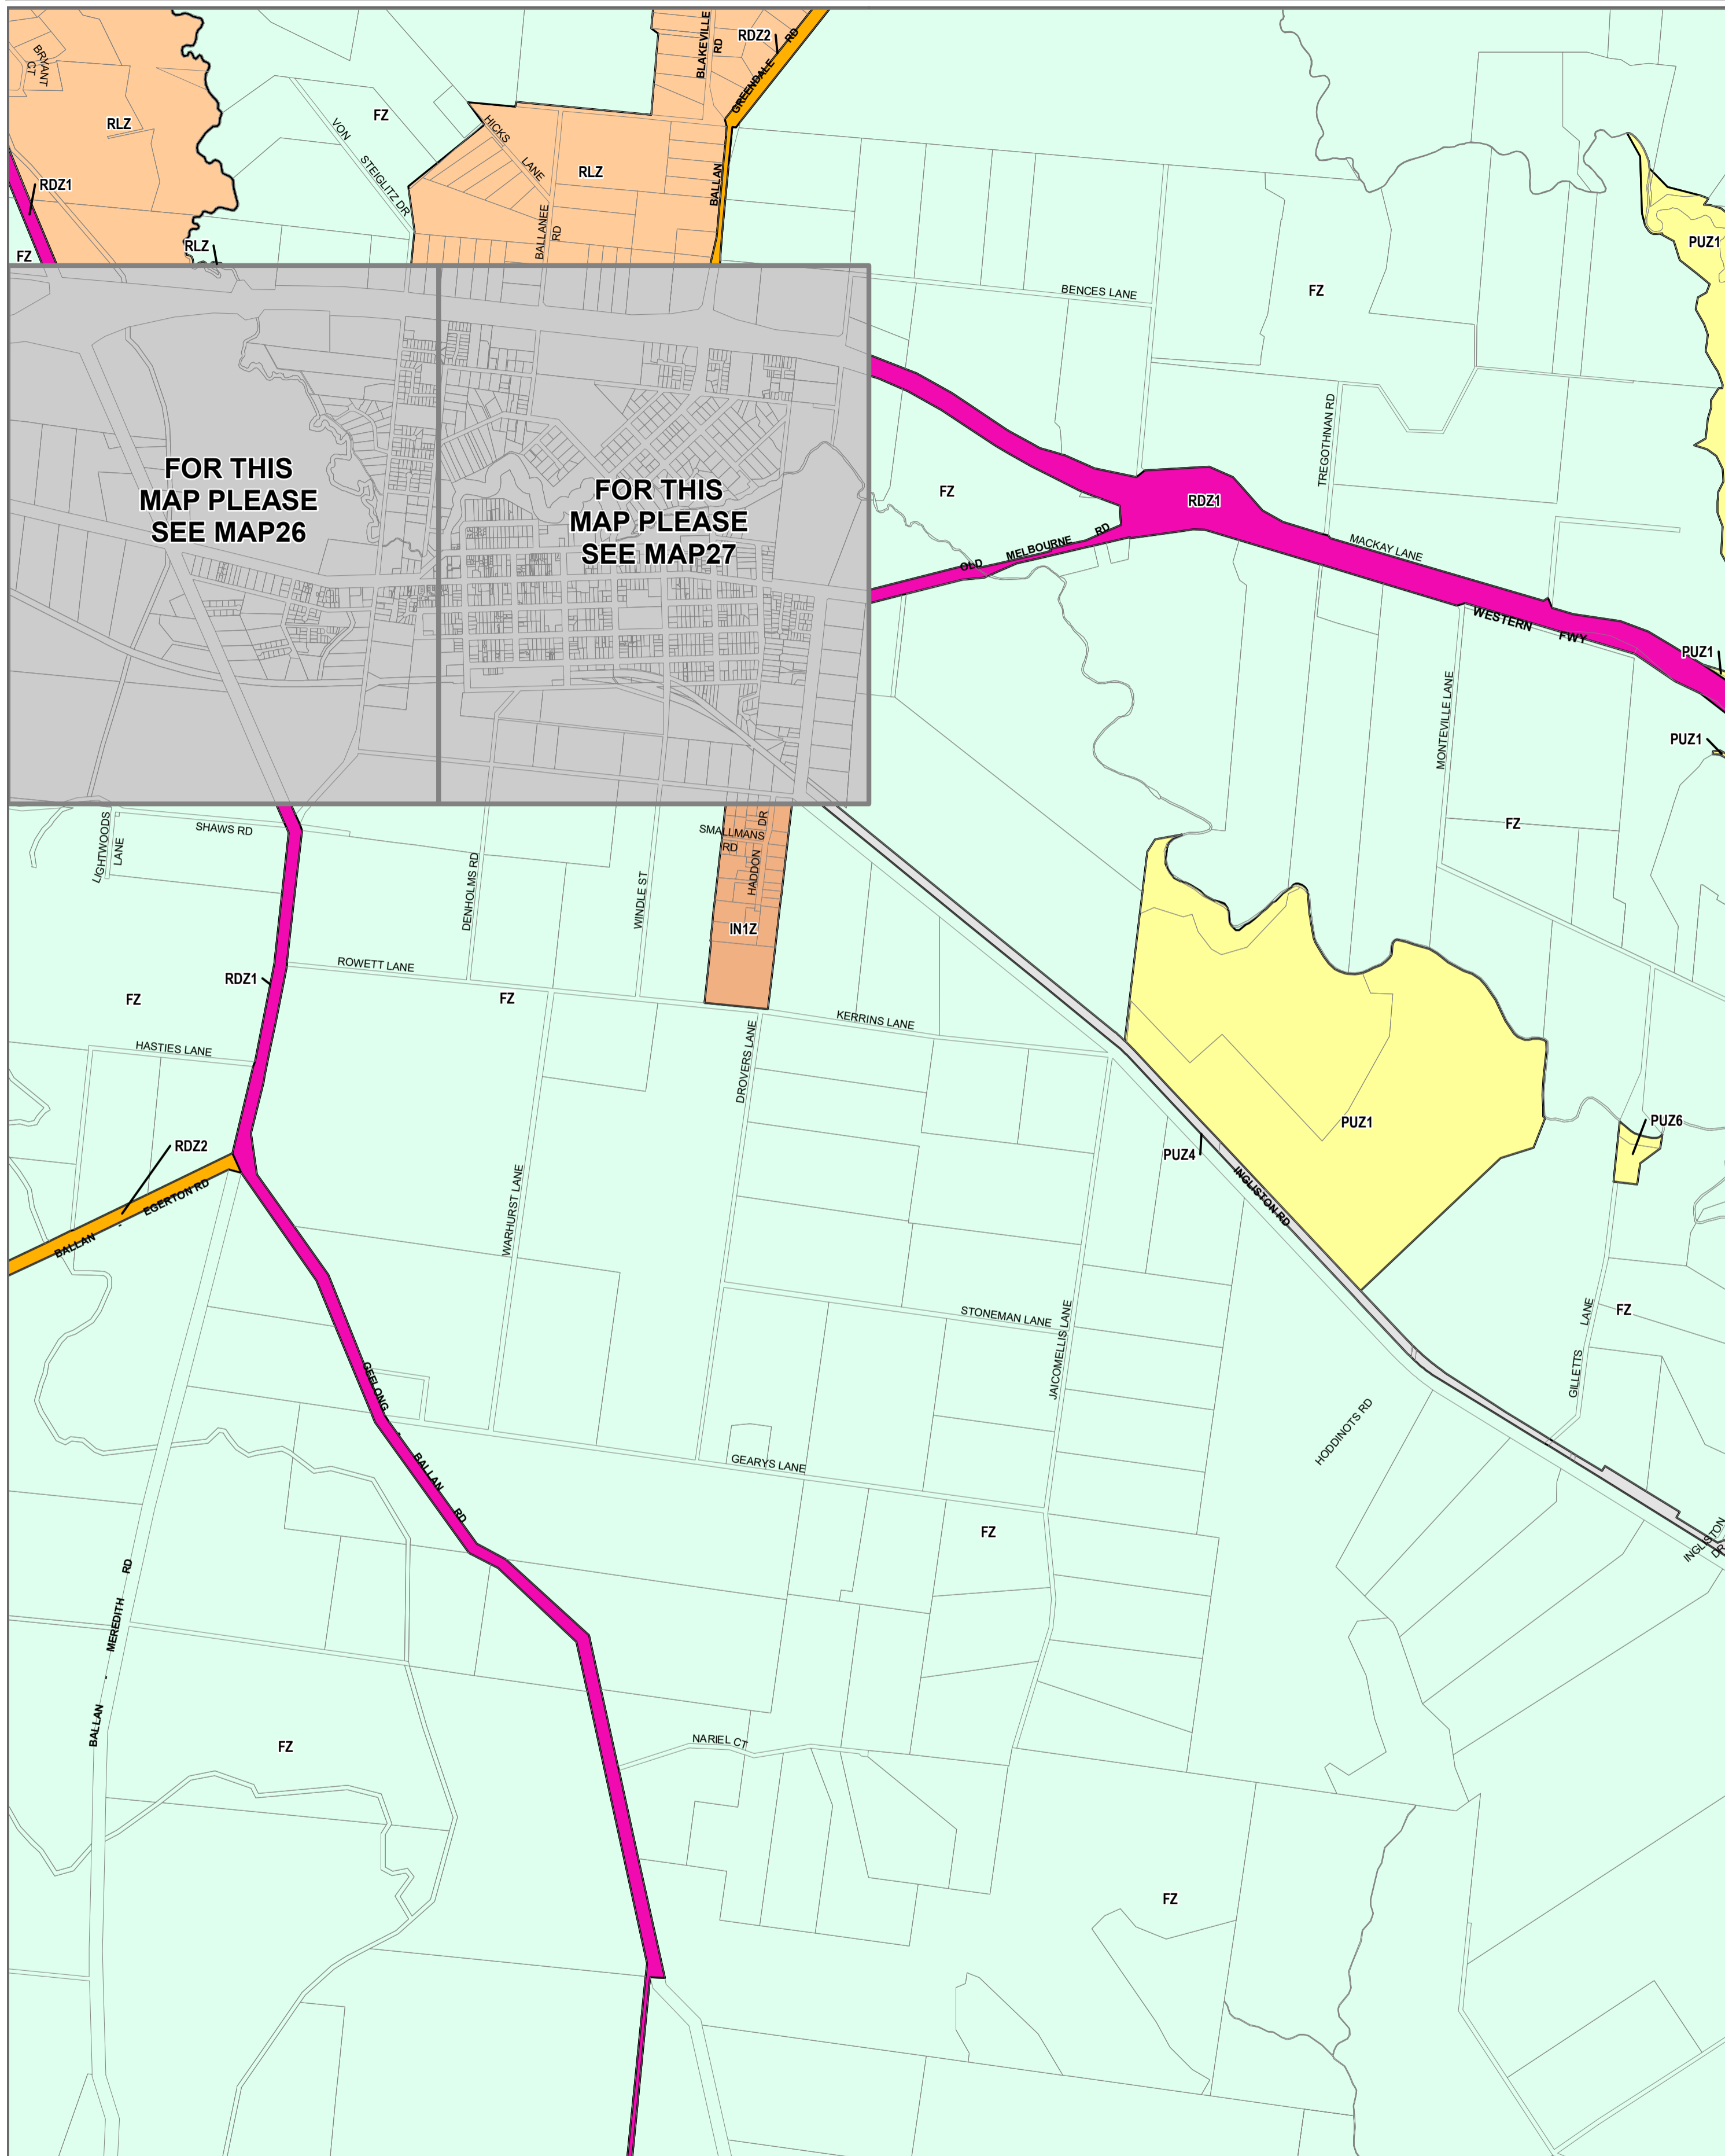 BRYANT
CT
RLZ
RDZ1
FZ
RLZ
VON
STEIGLITZ DR
FZ
HICKS
LANE
RLZ
BALLANEE
RD
BLAKEVILLE
RD
RDZ2
GREENDALE
RD
BALLAN
BENCES LANE
FZ
PUZ1
FOR THIS
MAP PLEASE
SEE MAP26
FOR THIS
MAP PLEASE
SEE MAP27
FZ
RDZ1
TREGOTHNAN RD
OLD
MELBOURNE
RD
MACKAY LANE
WESTERN
FWY
PUZ1
PUZ1
MONTEVILLE LANE
FZ
LIGHTWOODS
LANE
SHAWS RD
DENHOLMS RD
WINDLE ST
SMALLMANS
RD
HADDON
DR
IN1Z
RDZ1
ROWETT LANE
FZ
FZ
KERRINS LANE
HASTIES LANE
DROVERS LANE
RDZ2
BALLAN
-
EGERTON RD
WARHURST LANE
PUZ4
PUZ1
PUZ6
INGLISTON RD
STONEMAN LANE
JAICOMELLIS LANE
FZ
GILLETTS
LANE
HODDINOTS RD
GEELONG
-
BALLAN
RD
GEARYS LANE
FZ
INGLISTON
DR
BALLAN
-
MEREDITH
RD
FZ
NARIEL CT
FZ